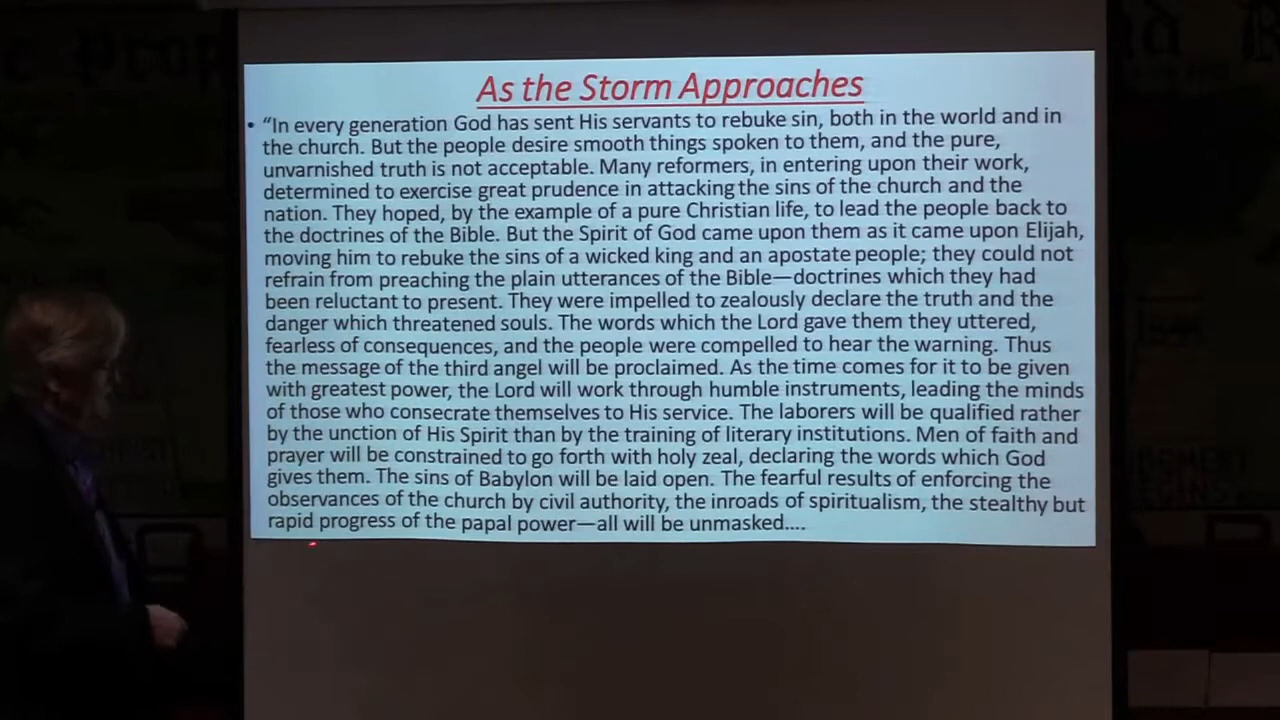 As the Storm Approaches
• “In every generation God has sent His servants to rebuke sin, both in the world and in
the church. But the people desire smooth things spoken to them, and the pure,
unvarnished truth is not acceptable. Many reformers, in entering upon their work,
determined to exercise great prudence in attacking the sins of the church and the
nation. They hoped, by the example of a pure Christian life, to lead the people back to
the doctrines of the Bible. But the Spirit of God came upon them as it came upon Elijah,
moving him to rebuke the sins of a wicked king and an apostate people; they could not
refrain from preaching the plain utterances of the Bible—doctrines which they had
been reluctant to present. They were impelled to zealously declare the truth and the
danger which threatened souls. The words which the Lord gave them they uttered,
fearless of consequences, and the people were compelled to hear the warning. Thus
the message of the third angel will be proclaimed. As the time comes for it to be given
with greatest power, the Lord will work through humble instruments, leading the minds
of those who consecrate themselves to His service. The laborers will be qualified rather
by the unction of His Spirit than by the training of literary institutions. Men of faith and
prayer will be constrained to go forth with holy zeal, declaring the words which God
gives them. The sins of Babylon will be laid open. The fearful results of enforcing the
observances of the church by civil authority, the inroads of spiritualism, the stealthy but
rapid progress of the papal power—all will be unmasked....